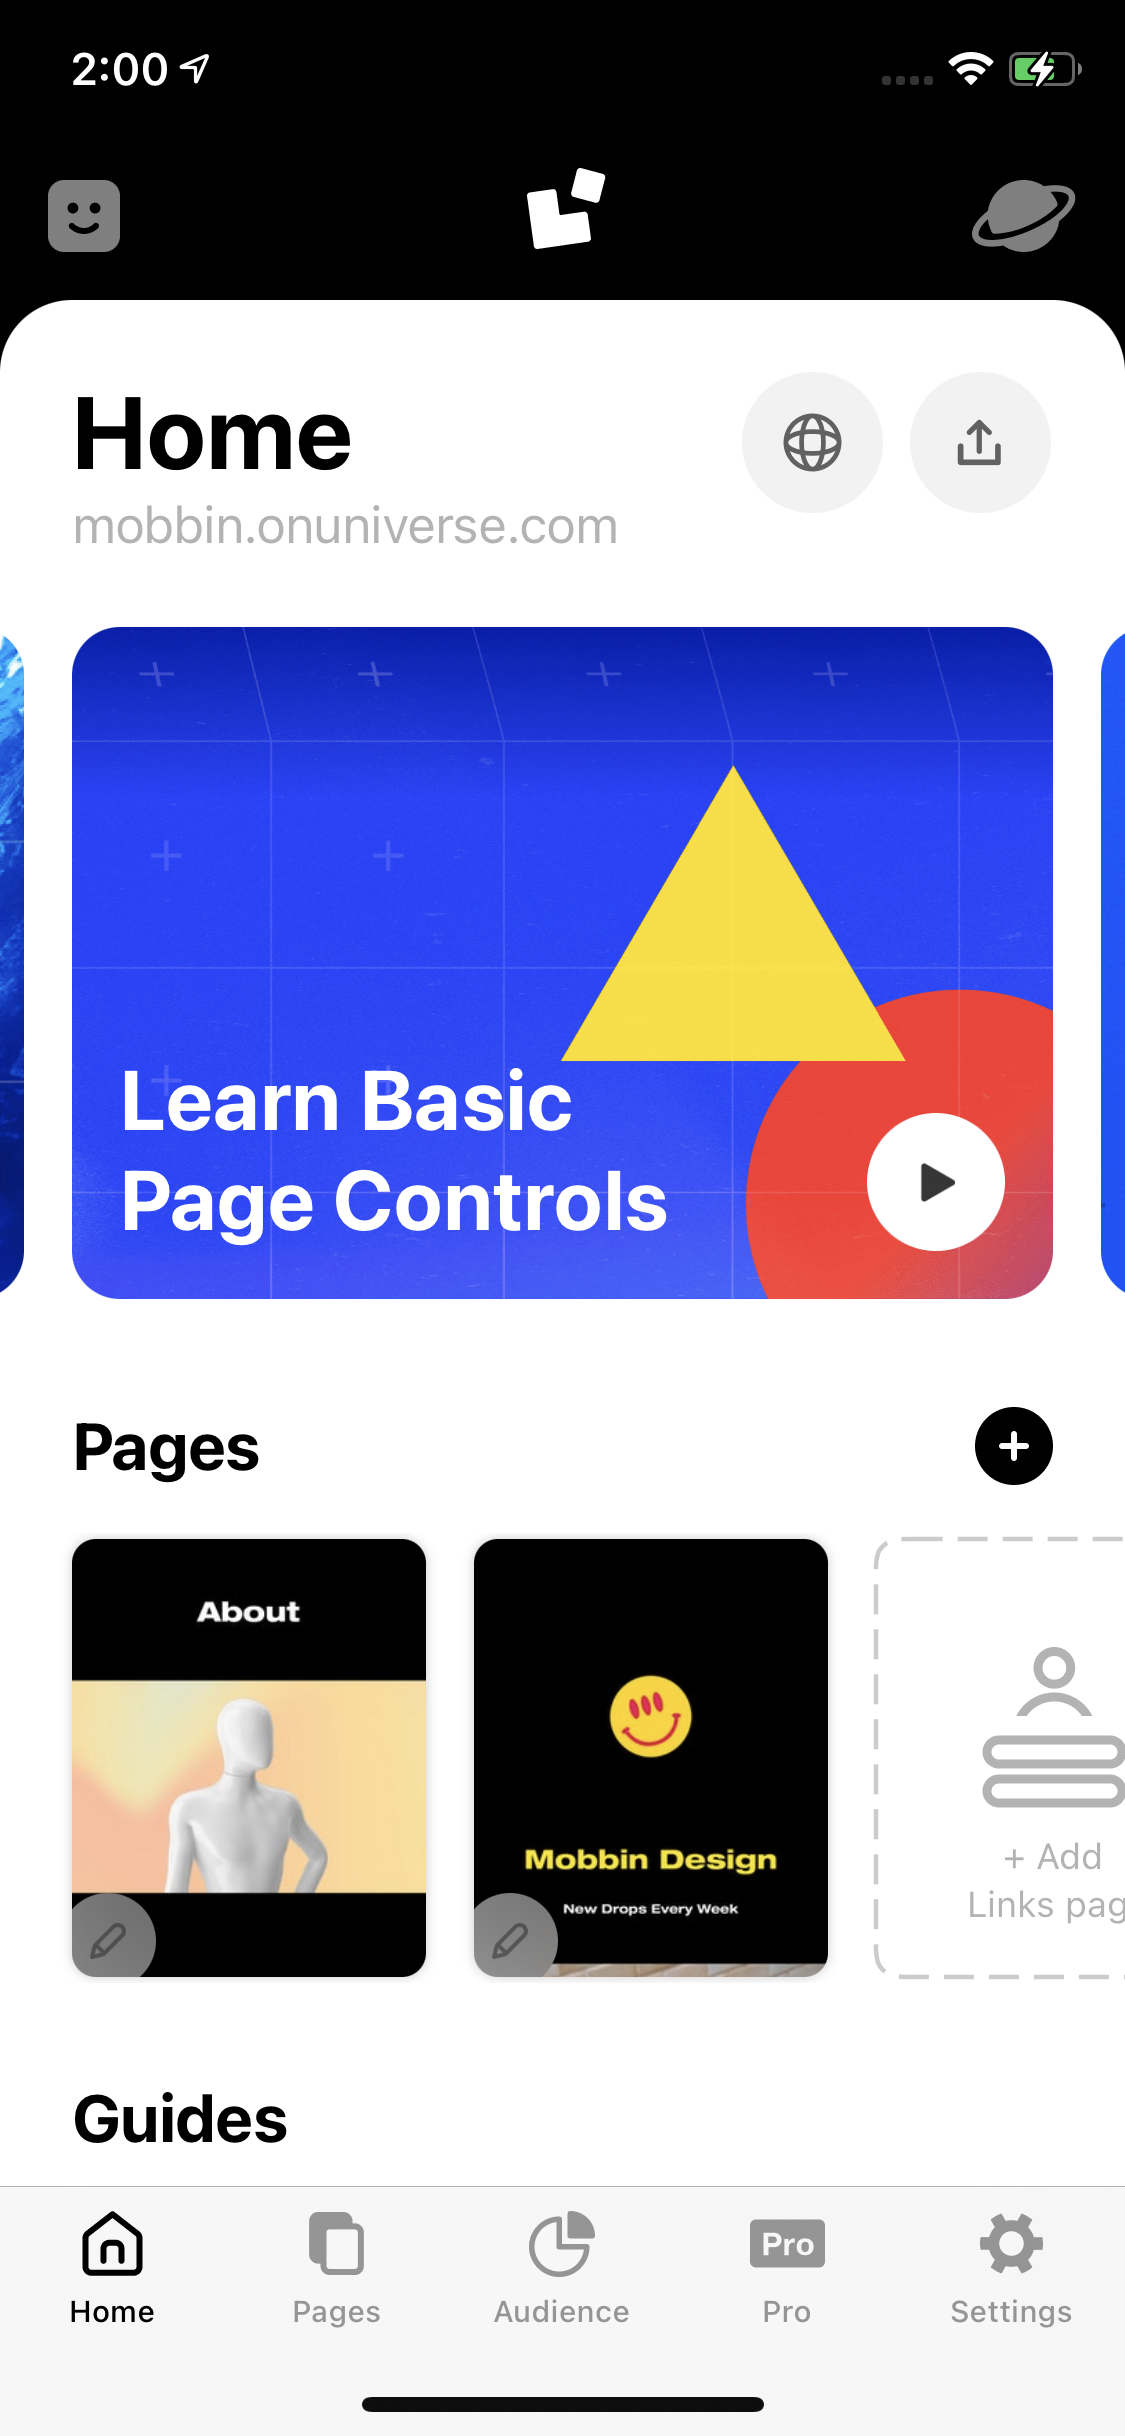 2:00
Home
mobbin.onuniverse.com
Learn Basic
Page Controls
Pages
About
Mobbin Design
New Drops Every Week
+ Add
Links pag
Guides
Home
Pages
Audience
Pro
Pro
Settings